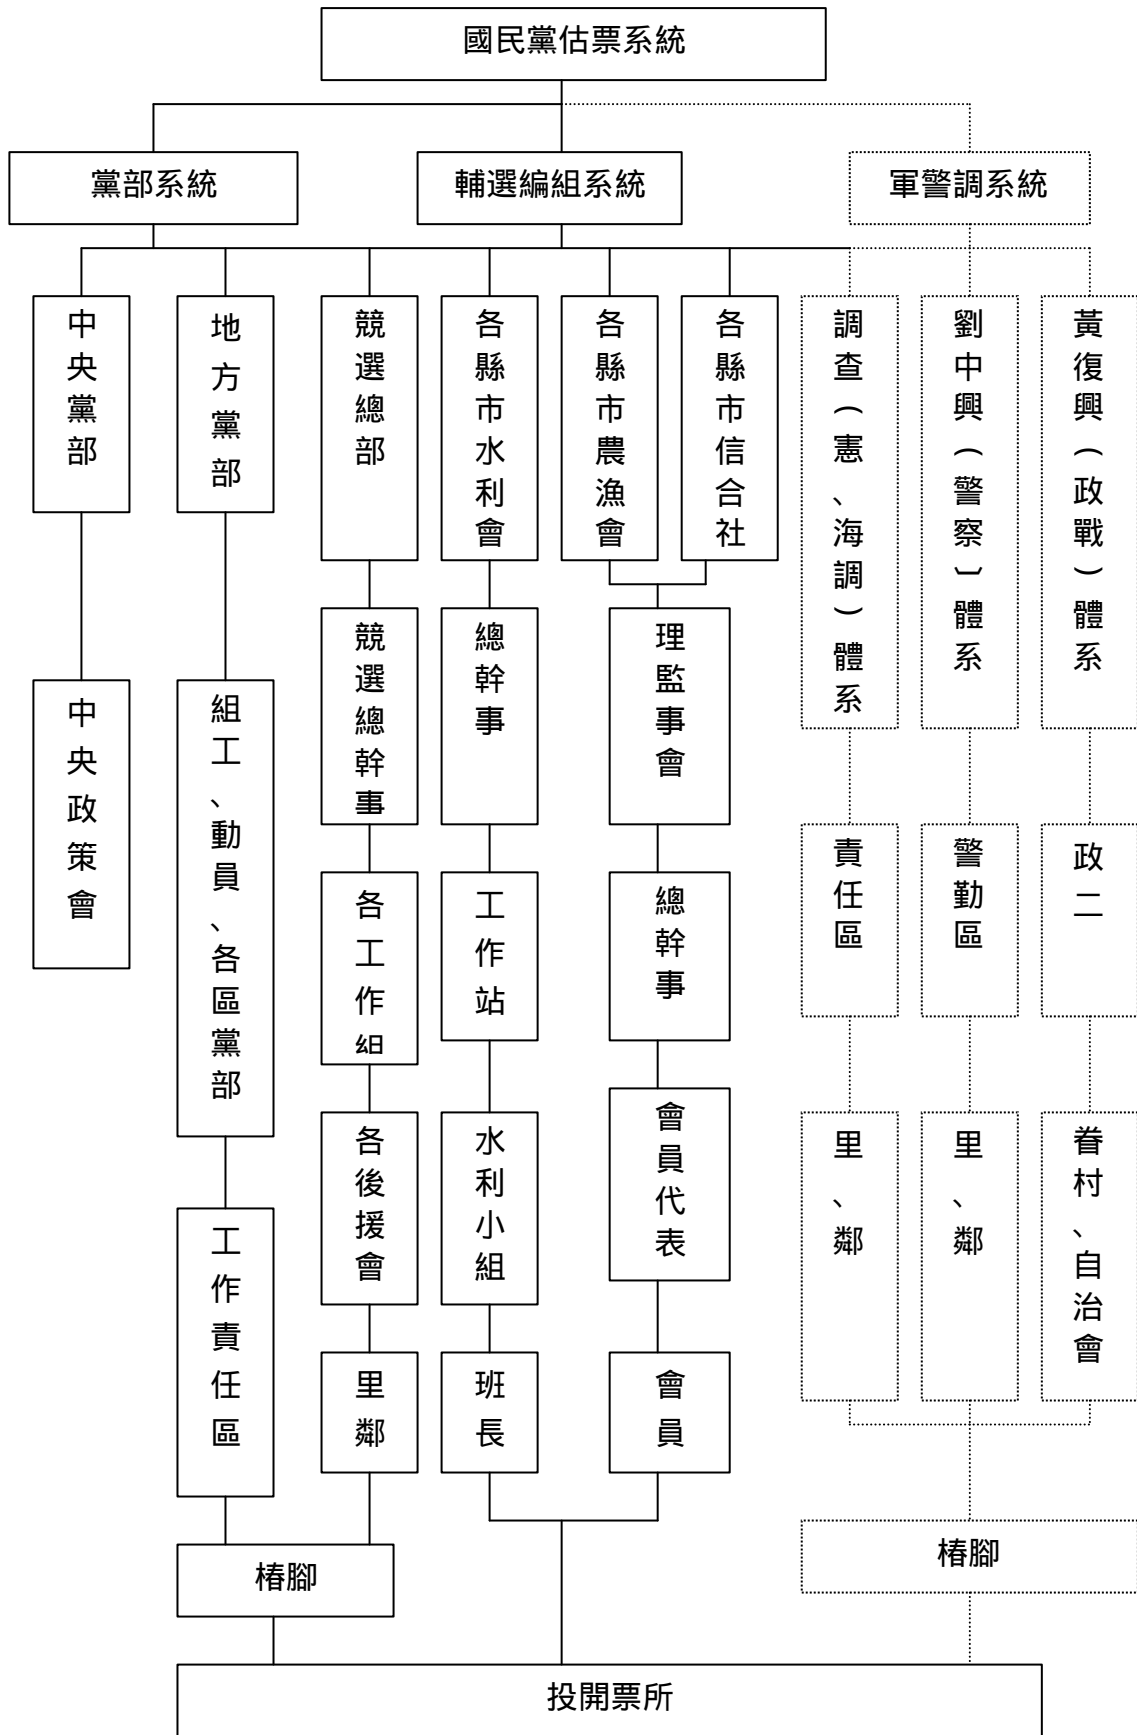 國民黨估票系統
黨部系統
輔選編組系統
軍警調系統
中央黨部
地方黨部
競選總部
各縣市水利會
各縣市農漁會
各縣市信合社
調查(憲、海調)體系
劉中興(警察)體系
黃復興(政戰)體系
中央政策會
組工、動員、各區黨部
競選總幹事
總幹事
理監事會
責任區
警勤區
政二
各工作組
工作站
總幹事
工作責任區
各後援會
水利小組
會員代表
里、鄰
里、鄰
眷村、自治會
里鄰
班長
會員
樁腳
樁腳
投開票所